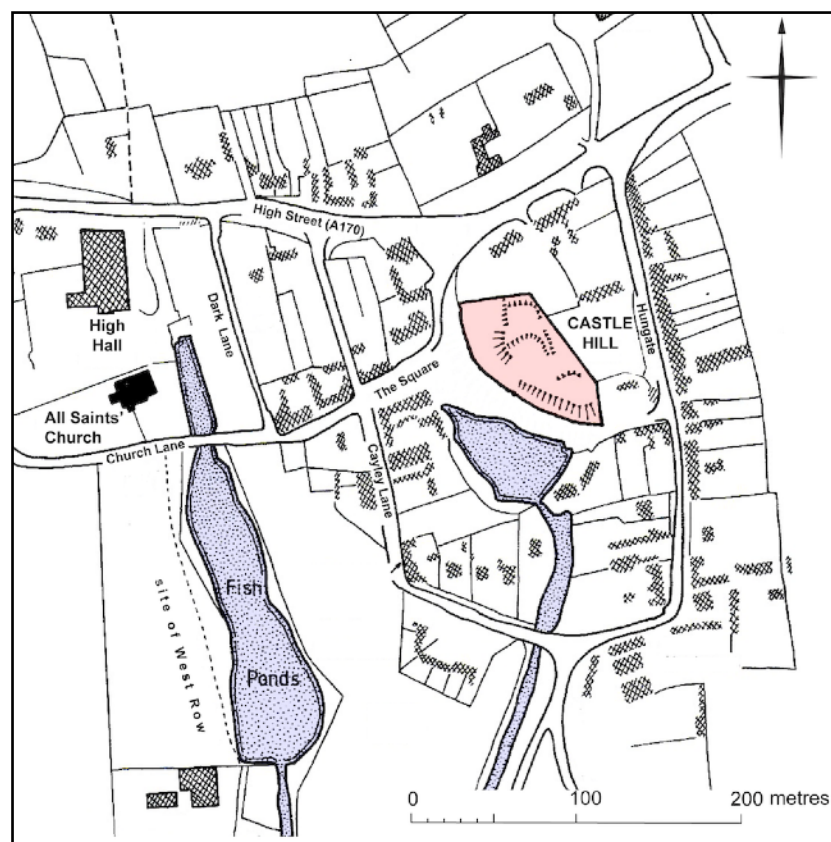 High Street (A170)
High
Hall
Dark Lane
CASTLE
HILL
Hungate
The Square
All Saints'
Church
Church Lane
Cayley Lane
site of West Row
Fish
Ponds
0 100 200 metres